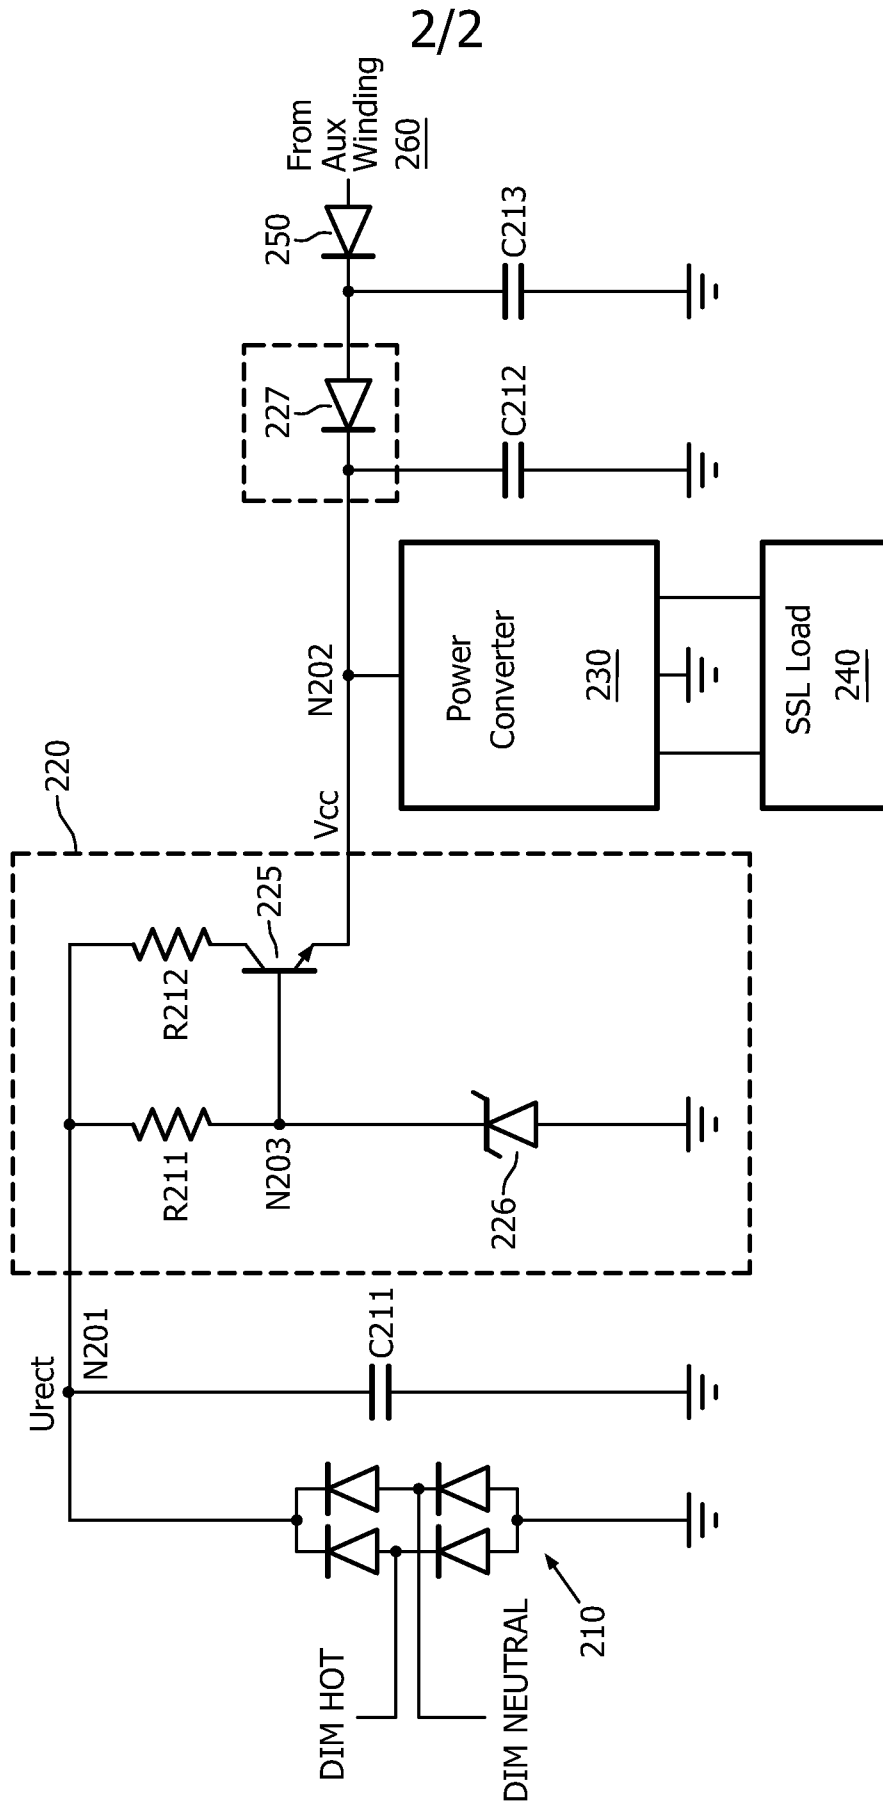 2/2
220
Urect
N201
R211
R212
225
N203
226
C211
Vcc
N202
227
250
From
Aux
Winding
260
C212
C213
Power
Converter
230
SSL Load
240
DIM HOT
DIM NEUTRAL
210